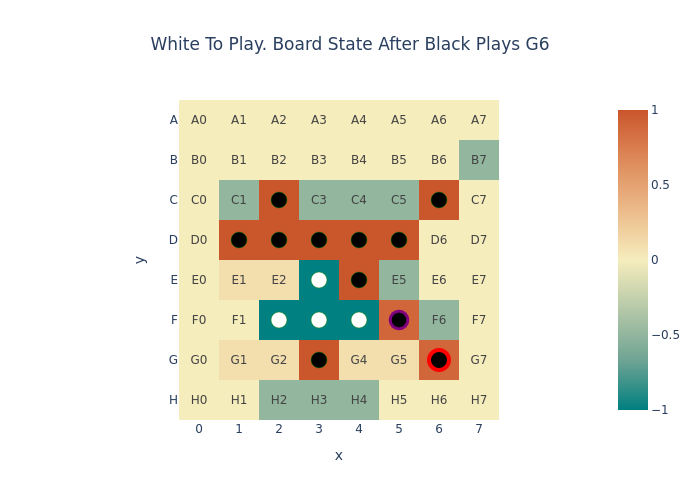 White To Play. Board State After Black Plays G6
A A0 A1 A2 A3 A4 A5 A6 A7
B B0 B1 B2 B3 B4 B5 B6 B7
C C0 C1 C3 C4 C5 C7
D D0 D6 D7
E E0 E1 E2 E5 E6 E7
F F0 F1 F6 F7
G G0 G1 G2 G4 G5 G7
H H0 H1 H2 H3 H4 H5 H6 H7
0 1 2 3 4 5 6 7
x
y
1
0.5
0
−0.5
−1